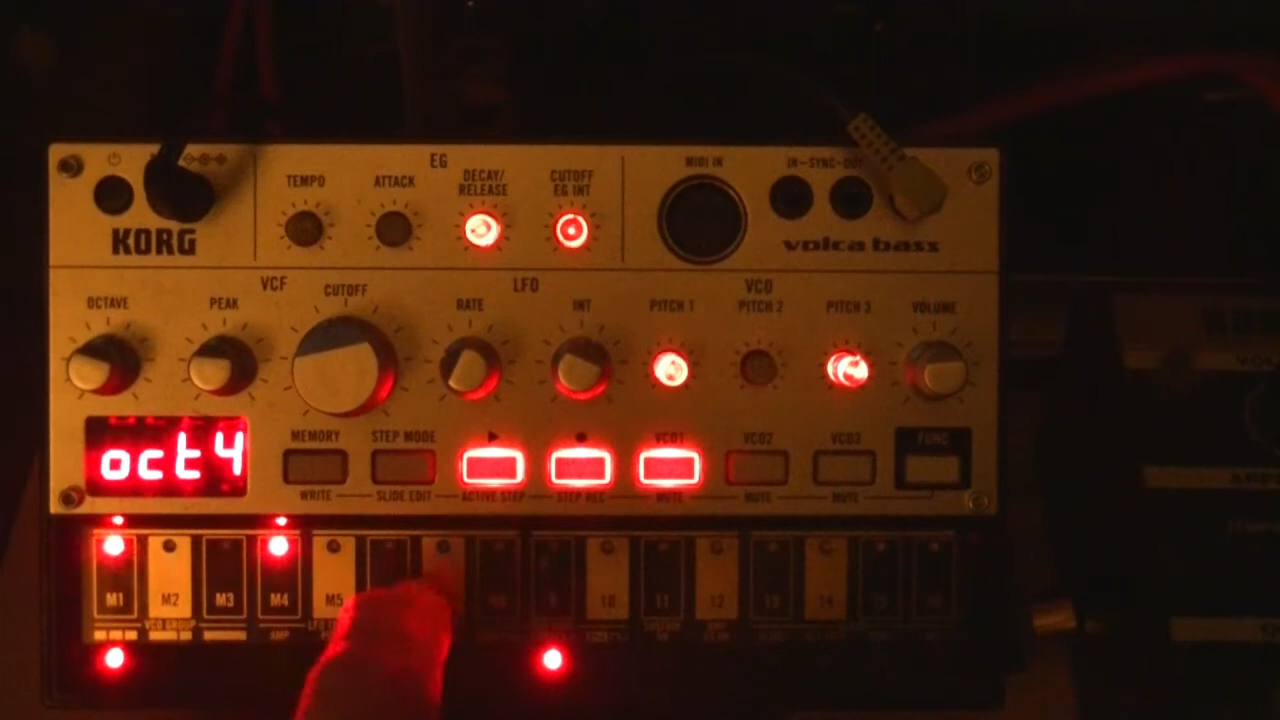 EG
TEMPO ATTACK DECAY/ RELEASE CUTOFF EG INT
MIDI IN IN-SYNC-OUT
KORG
volca bass
VCF LFO VCO
OCTAVE PEAK CUTOFF RATE INT PITCH 1 PITCH 2 PITCH 3 VOLUME
oct4
MEMORY STEP MODE VCO1 VCO2 VCO3 FUNC
WRITE SLIDE EDIT ACTIVE STEP STEP REC MUTE MUTE MUTE
M1 M2 M3 M4 M5 10 11 12 13 14
VCO GROUP AMP